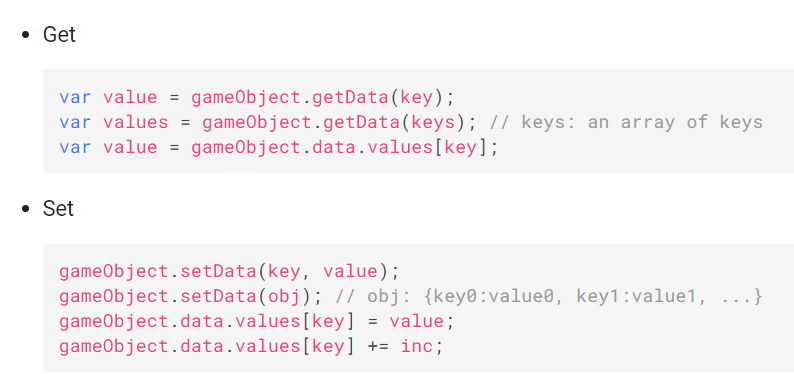 Get
var value = gameObject.getData(key);
var values = gameObject.getData(keys); // keys: an array of keys
var value = gameObject.data.values[key];
Set
gameObject.setData(key, value);
gameObject.setData(obj); // obj: {key0:value0, key1:value1, ...}
gameObject.data.values[key] = value;
gameObject.data.values[key] += inc;